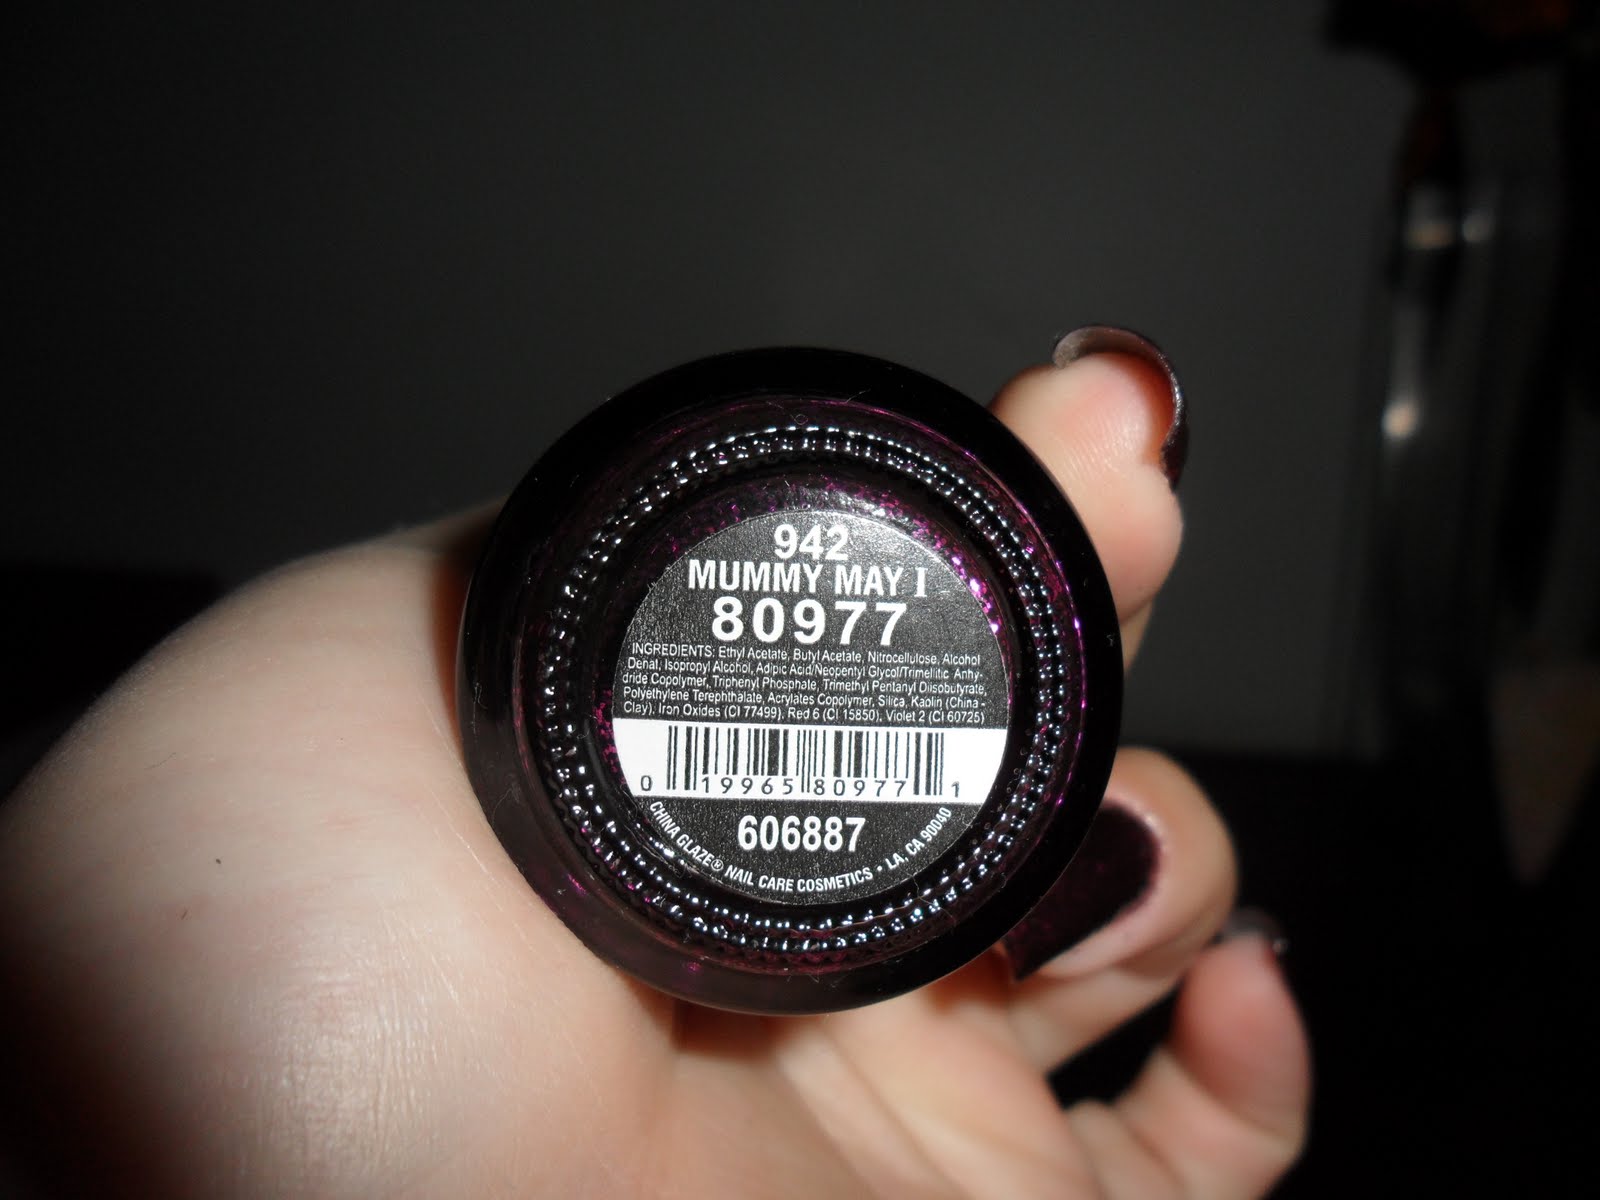 942
MUMMY MAY I
80977
INGREDIENTS: Ethyl Acetate, Butyl Acetate, Nitrocellulose, Alcohol
Denat, Isopropyl Alcohol, Adipic Acid/Neopentyl Glycol/Trimellitic Anhy-
dride Copolymer, Triphenyl Phosphate, Trimethyl Pentanyl Diisobutyrate,
Polyethylene Terephthalate, Acrylates Copolymer, Silica, Kaolin (China -
Clay), Iron Oxides (CI 77499), Red 6 (CI 15850), Violet 2 (CI 60725)
0 19965 80977 1
606887
CHINA GLAZE® NAIL CARE COSMETICS • LA, CA 90040